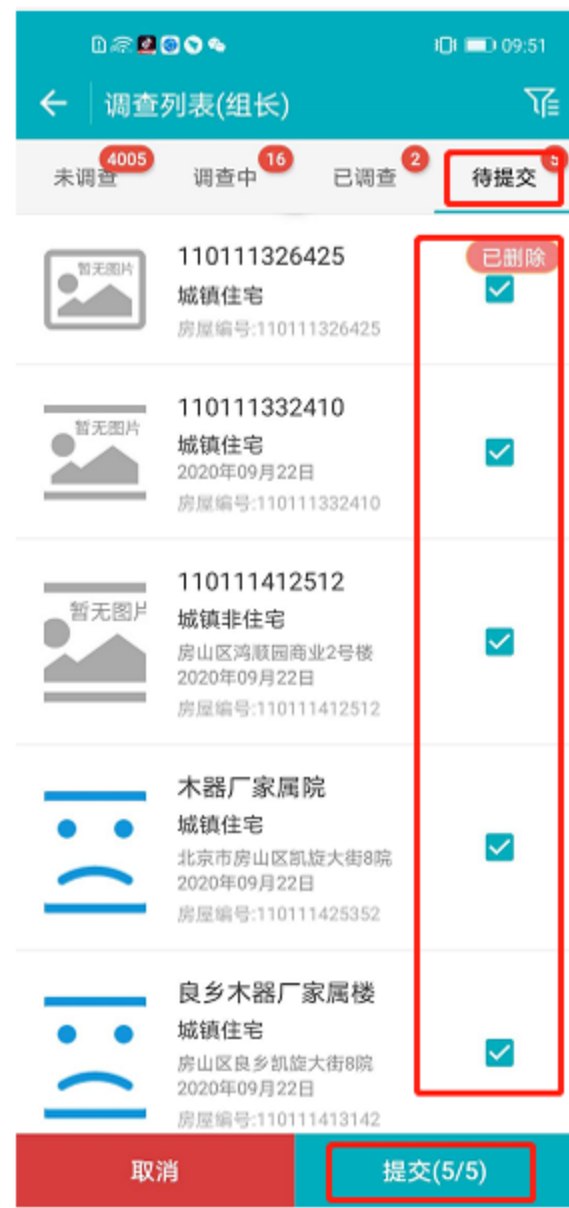 09:51
调查列表(组长)
4005 16 2 5
未调查 调查中 已调查 待提交
暂无图片
110111326425
已删除
城镇住宅
房屋编号:110111326425
暂无图片
110111332410
城镇住宅
2020年09月22日
房屋编号:110111332410
暂无图片
110111412512
城镇非住宅
房山区鸿顺园商业2号楼
2020年09月22日
房屋编号:110111412512
木器厂家属院
城镇住宅
北京市房山区凯旋大街8院
2020年09月22日
房屋编号:110111425352
良乡木器厂家属楼
城镇住宅
房山区良乡凯旋大街8院
2020年09月22日
房屋编号:110111413142
取消 提交(5/5)